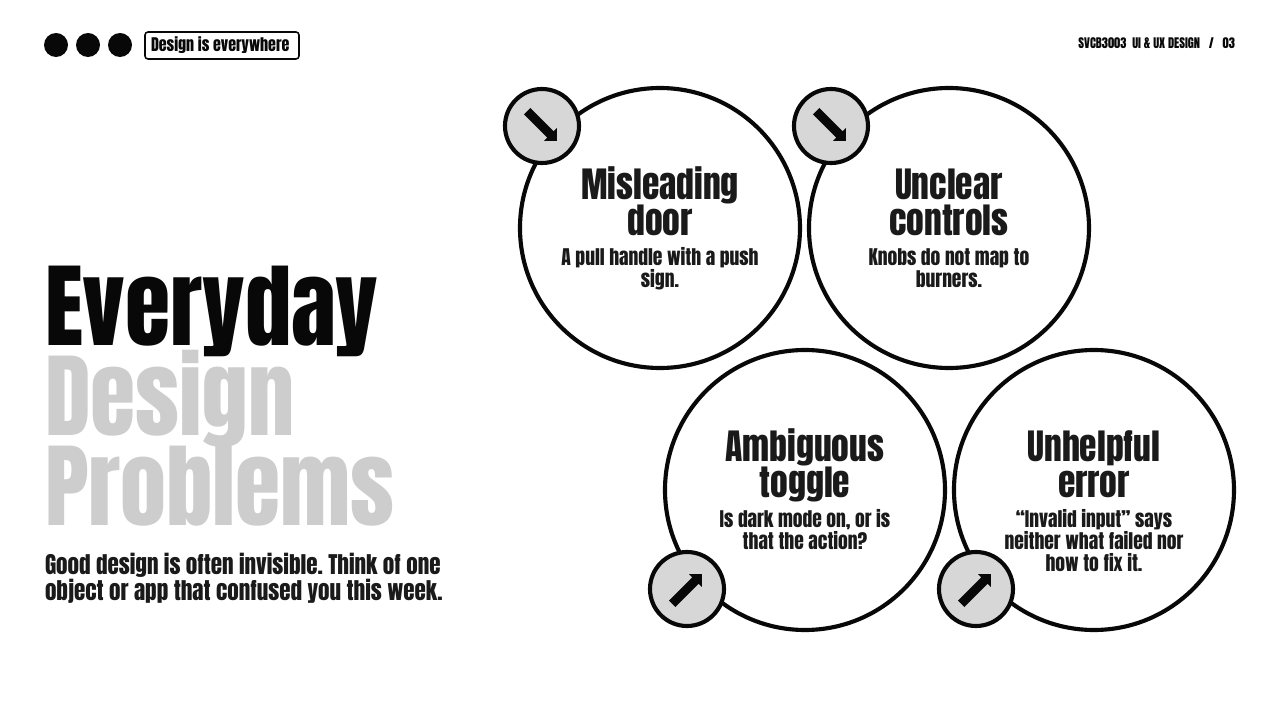 Design is everywhere
SVCB3003 UI & UX DESIGN / 03
Everyday
Design
Problems
Good design is often invisible. Think of one
object or app that confused you this week.
Misleading
door
A pull handle with a push
sign.
Unclear
controls
Knobs do not map to
burners.
Ambiguous
toggle
Is dark mode on, or is
that the action?
Unhelpful
error
“Invalid input” says
neither what failed nor
how to fix it.